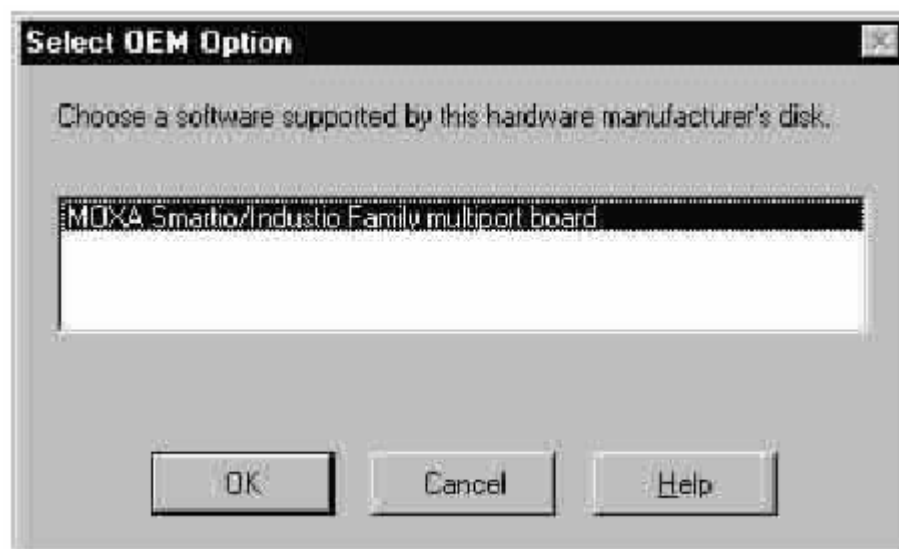 Select OEM Option
Choose a software supported by this hardware manufacturer's disk.
MOXA Smartio/Industio Family multiport board
OK
Cancel
Help